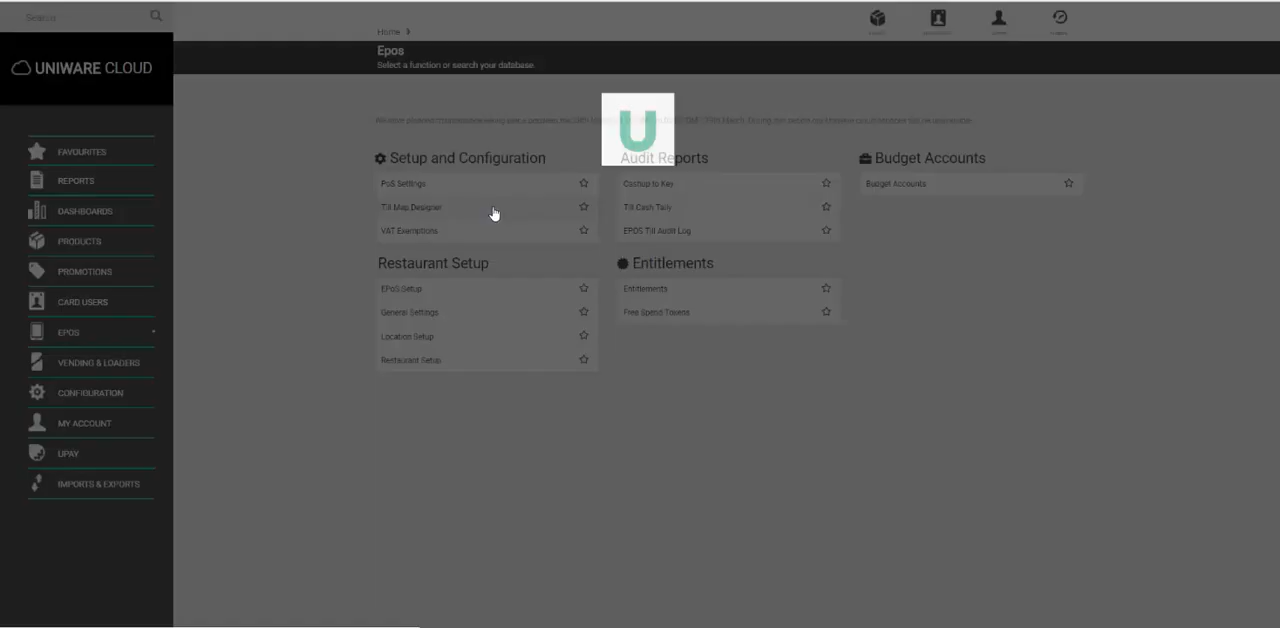 Search
Home
UNIWARE CLOUD
Epos
Select a function or search your database.
U
FAVOURITES
REPORTS
DASHBOARDS
PRODUCTS
PROMOTIONS
CARD USERS
EPOS
VENDING & LOADERS
CONFIGURATION
MY ACCOUNT
UPAY
IMPORTS & EXPORTS
Setup and Configuration
PoS Settings
Till Map Designer
VAT Exemptions
Restaurant Setup
EPoS Setup
General Settings
Location Setup
Restaurant Setup
Audit Reports
Cashup to Key
Till Cash Tally
EPOS Till Audit Log
Entitlements
Entitlements
Free Spend Tokens
Budget Accounts
Budget Accounts